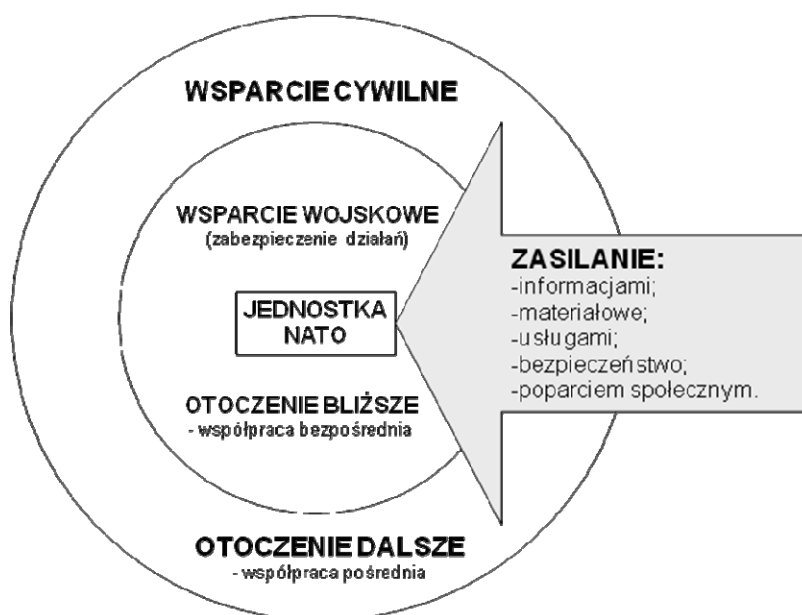 WSPARCIE CYWILNE
WSPARCIE WOJSKOWE
(zabezpieczenie działań)
JEDNOSTKA
NATO
OTOCZENIE BLIŻSZE
- współpraca bezpośrednia
OTOCZENIE DALSZE
- współpraca pośrednia
ZASILANIE:
-informacjami;
-materiałowe;
-usługami;
-bezpieczeństwo;
-poparciem społecznym.